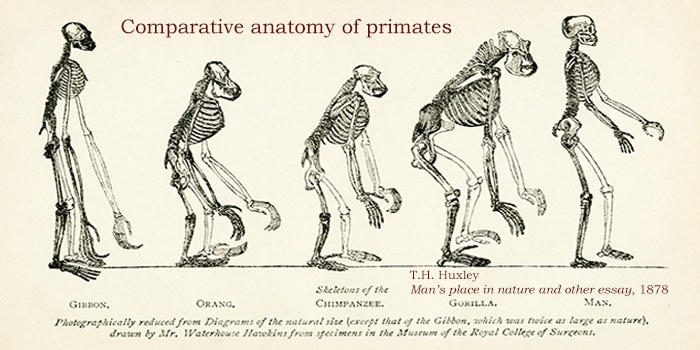 Comparative anatomy of primates
T.H. Huxley
Man's place in nature and other essay, 1878
Skeletons of the
GIBBON. ORANG. CHIMPANZEE. GORILLA. MAN.
Photographically reduced from Diagrams of the natural size (except that of the Gibbon, which was twice as large as nature),
drawn by Mr. Waterhouse Hawkins from specimens in the Museum of the Royal College of Surgeons.